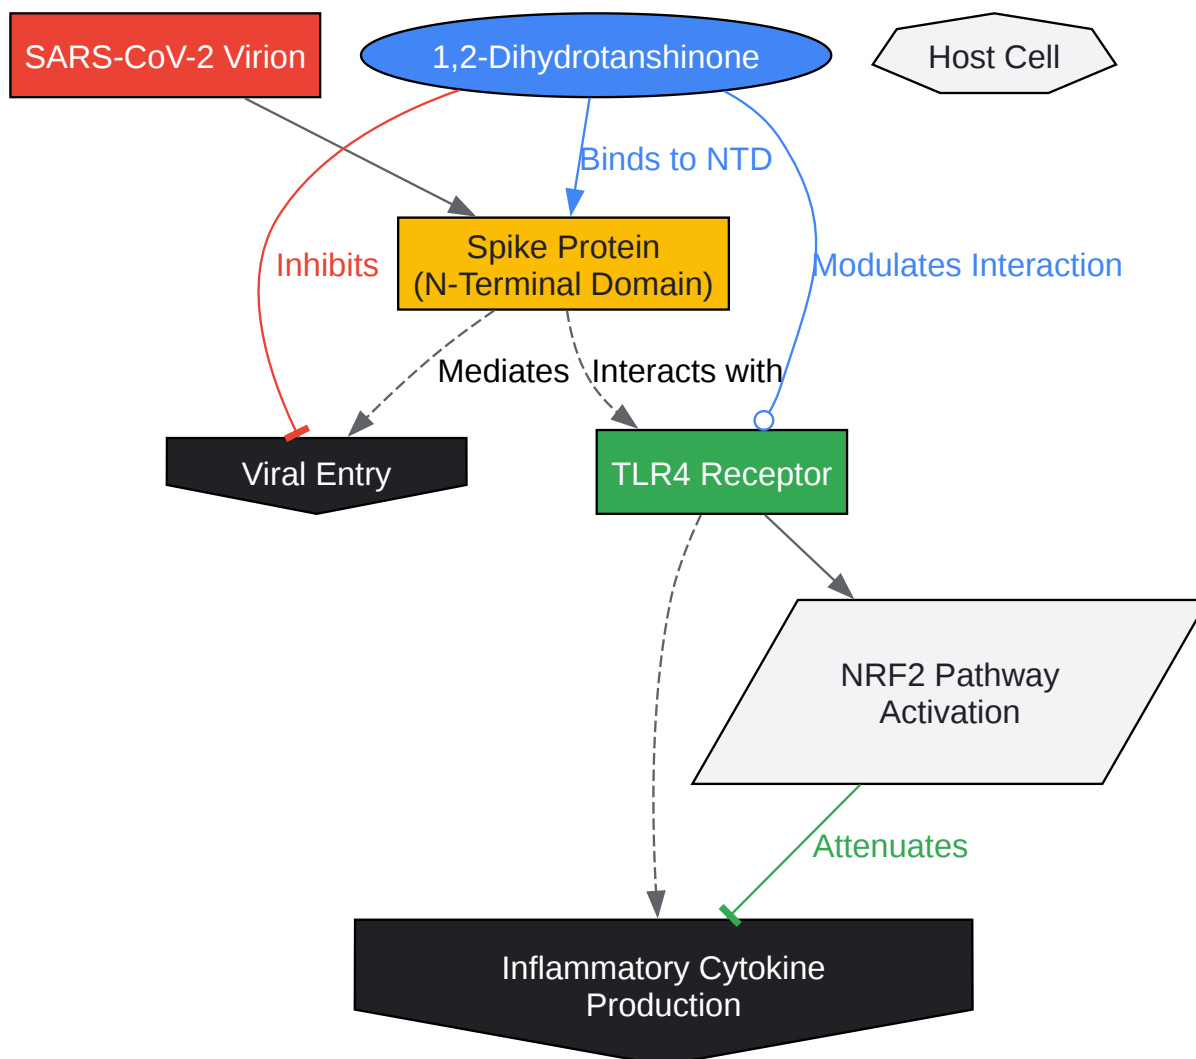 SARS-CoV-2 Virion
1,2-Dihydrotanshinone
Host Cell
Binds to NTD
Spike Protein
(N-Terminal Domain)
Inhibits
Modulates Interaction
Mediates
Interacts with
Viral Entry
TLR4 Receptor
NRF2 Pathway
Activation
Attenuates
Inflammatory Cytokine
Production